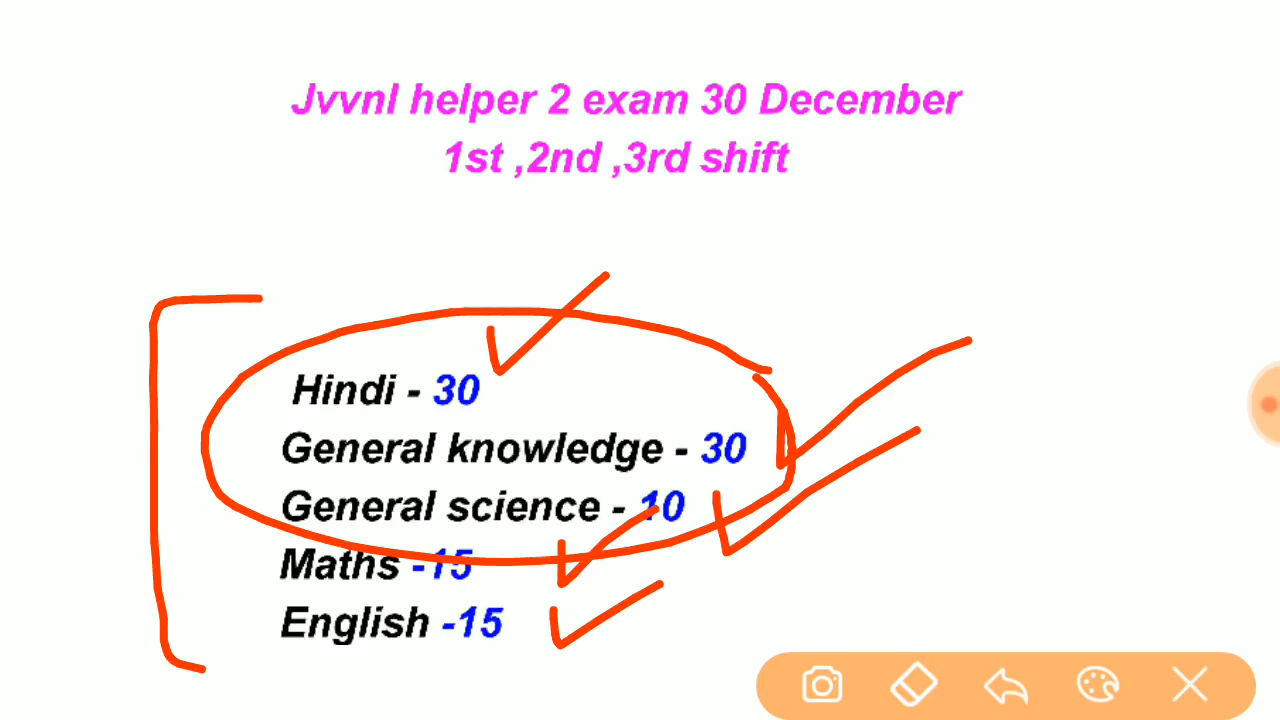 Jvvnl helper 2 exam 30 December
1st ,2nd ,3rd shift
Hindi - 30
General knowledge - 30
General science - 10
Maths -15
English -15